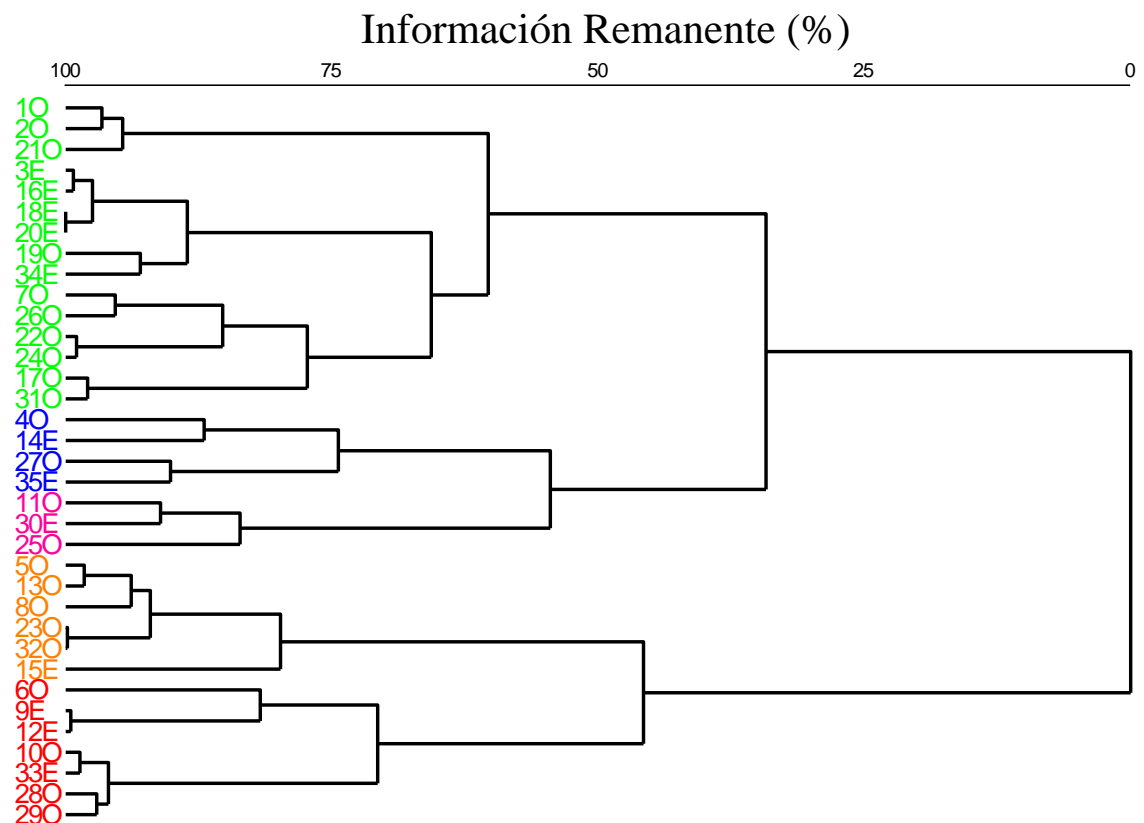 Información Remanente (%)
100 75 50 25 0
1O
2O
21O
3E
16E
18E
20E
19O
34E
7O
26O
22O
24O
17O
31O
4O
14E
27O
35E
11O
30E
25O
5O
13O
8O
23O
32O
15E
6O
9E
12E
10O
33E
28O
29O